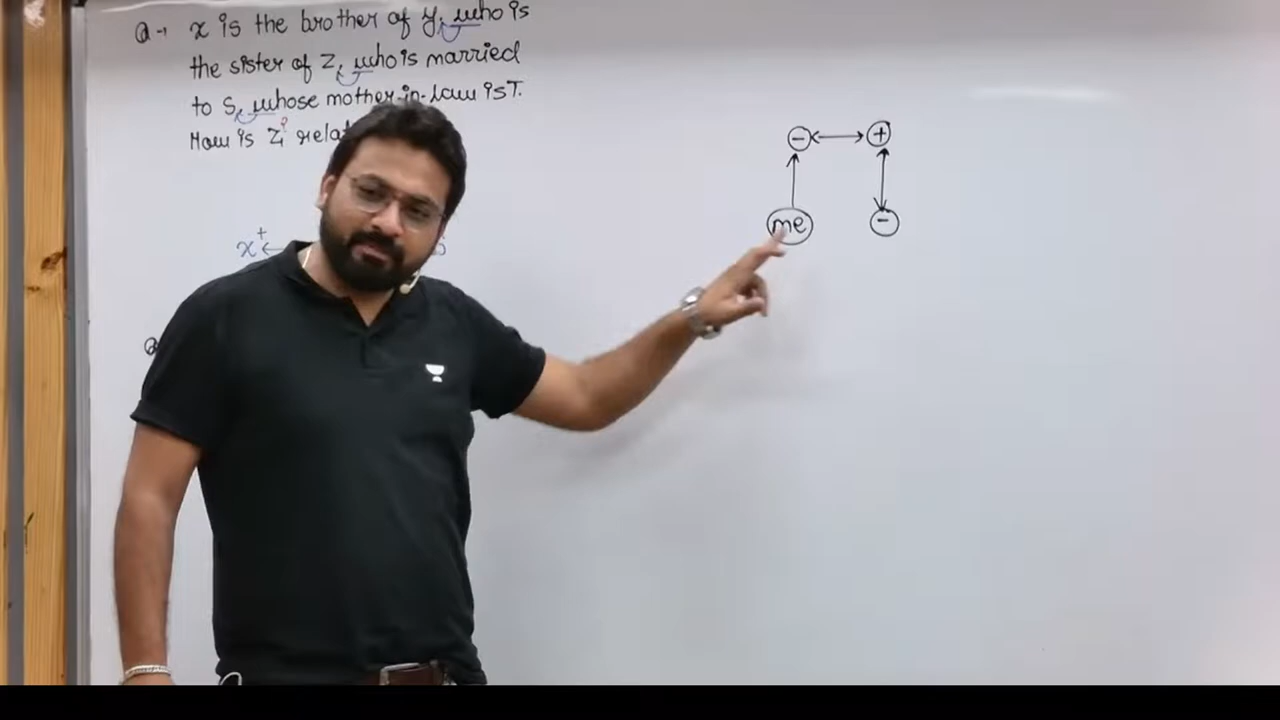 Q-1 x is the brother of y, who is
the sister of z, who is married
to S, whose mother-in-law is T.
How is z
x+
me
- +
-